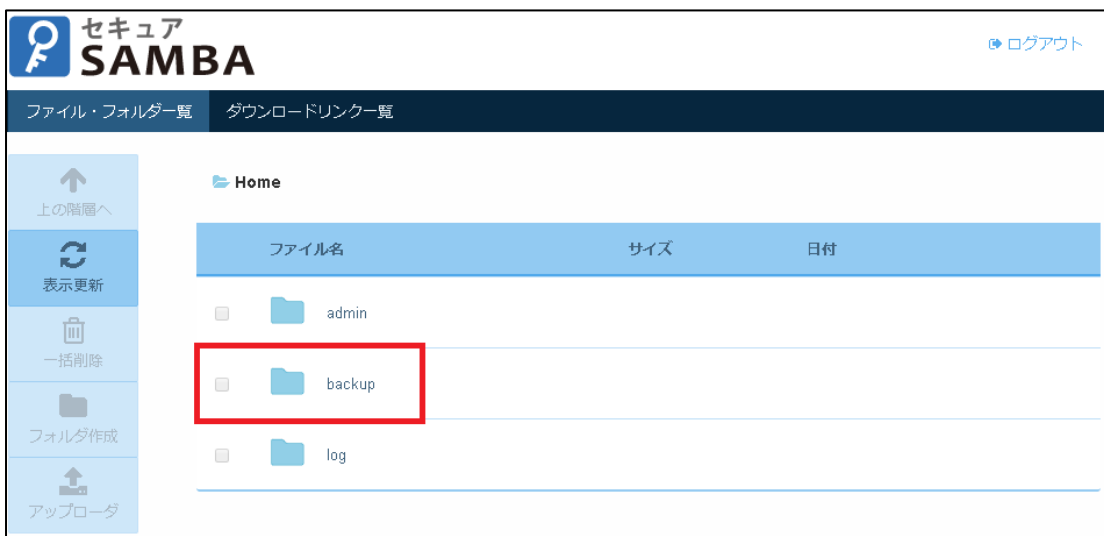 セキュア
SAMBA
ログアウト
ファイル・フォルダ一覧 ダウンロードリンク一覧
上の階層へ
表示更新
一括削除
フォルダ作成
アップローダ
Home
ファイル名 サイズ 日付
admin
backup
log